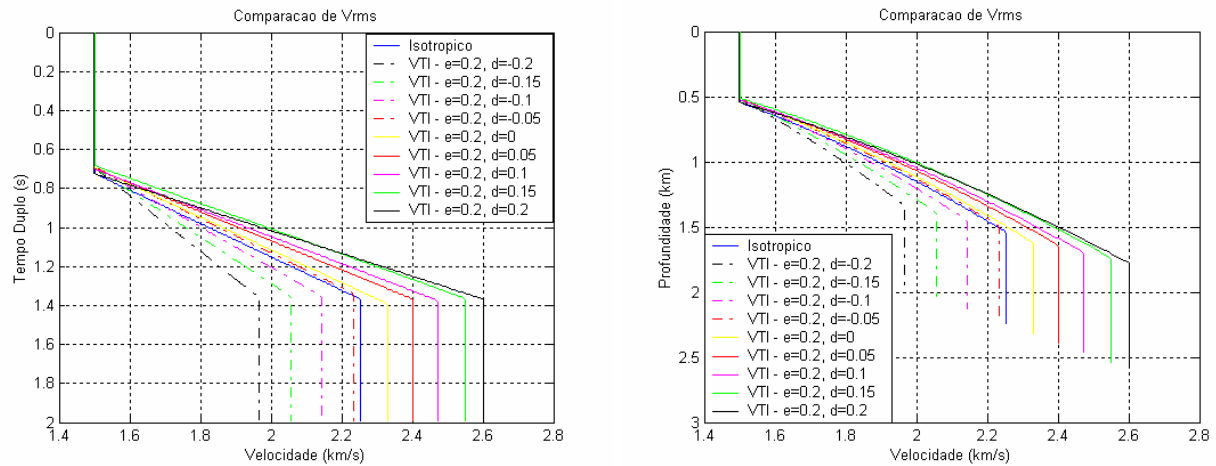 Comparacao de Vrms
Tempo Duplo (s)
0
0.2
0.4
0.6
0.8
1
1.2
1.4
1.6
1.8
2
1.4
1.6
1.8
2
2.2
2.4
2.6
2.8
Velocidade (km/s)
Isotropico
VTI - e=0.2, d=-0.2
VTI - e=0.2, d=-0.15
VTI - e=0.2, d=-0.1
VTI - e=0.2, d=-0.05
VTI - e=0.2, d=0
VTI - e=0.2, d=0.05
VTI - e=0.2, d=0.1
VTI - e=0.2, d=0.15
VTI - e=0.2, d=0.2
Comparacao de Vrms
Profundidade (km)
0
0.5
1
1.5
2
2.5
3
1.4
1.6
1.8
2
2.2
2.4
2.6
2.8
Velocidade (km/s)
Isotropico
VTI - e=0.2, d=-0.2
VTI - e=0.2, d=-0.15
VTI - e=0.2, d=-0.1
VTI - e=0.2, d=-0.05
VTI - e=0.2, d=0
VTI - e=0.2, d=0.05
VTI - e=0.2, d=0.1
VTI - e=0.2, d=0.15
VTI - e=0.2, d=0.2